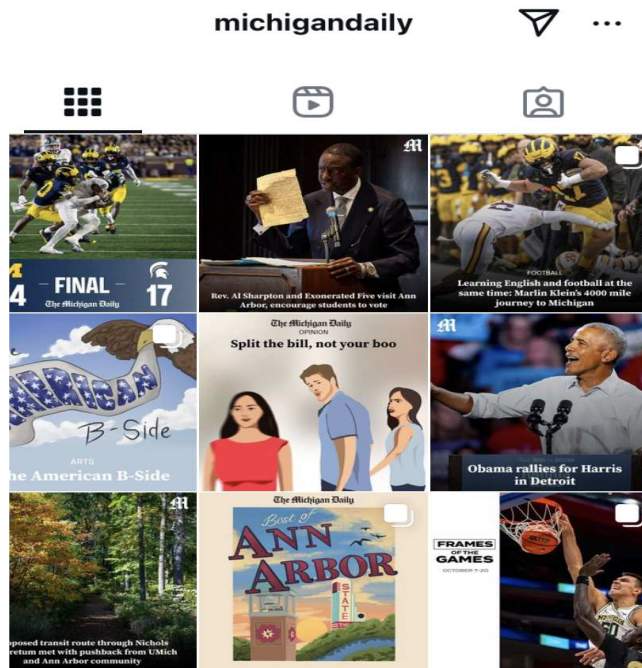 michigandaily
M
4
FINAL
17
The Michigan Daily
M
Rev. Al Sharpton and Exonerated Five visit Ann
Arbor, encourage students to vote
17
FOOTBALL
Learning English and football at the
same time: Marlin Klein's 4000 mile
journey to Michigan
AMERICAN
B-Side
ARTS
he American B-Side
The Michigan Daily
OPINION
Split the bill, not your boo
M
Obama rallies for Harris
in Detroit
M
oposed transit route through Nichols
retum met with pushback from UMich
and Ann Arbor community
The Michigan Daily
Best of
ANN
ARBOR
STATE
FRAMES
OF THE
GAMES
OCTOBER 7-20